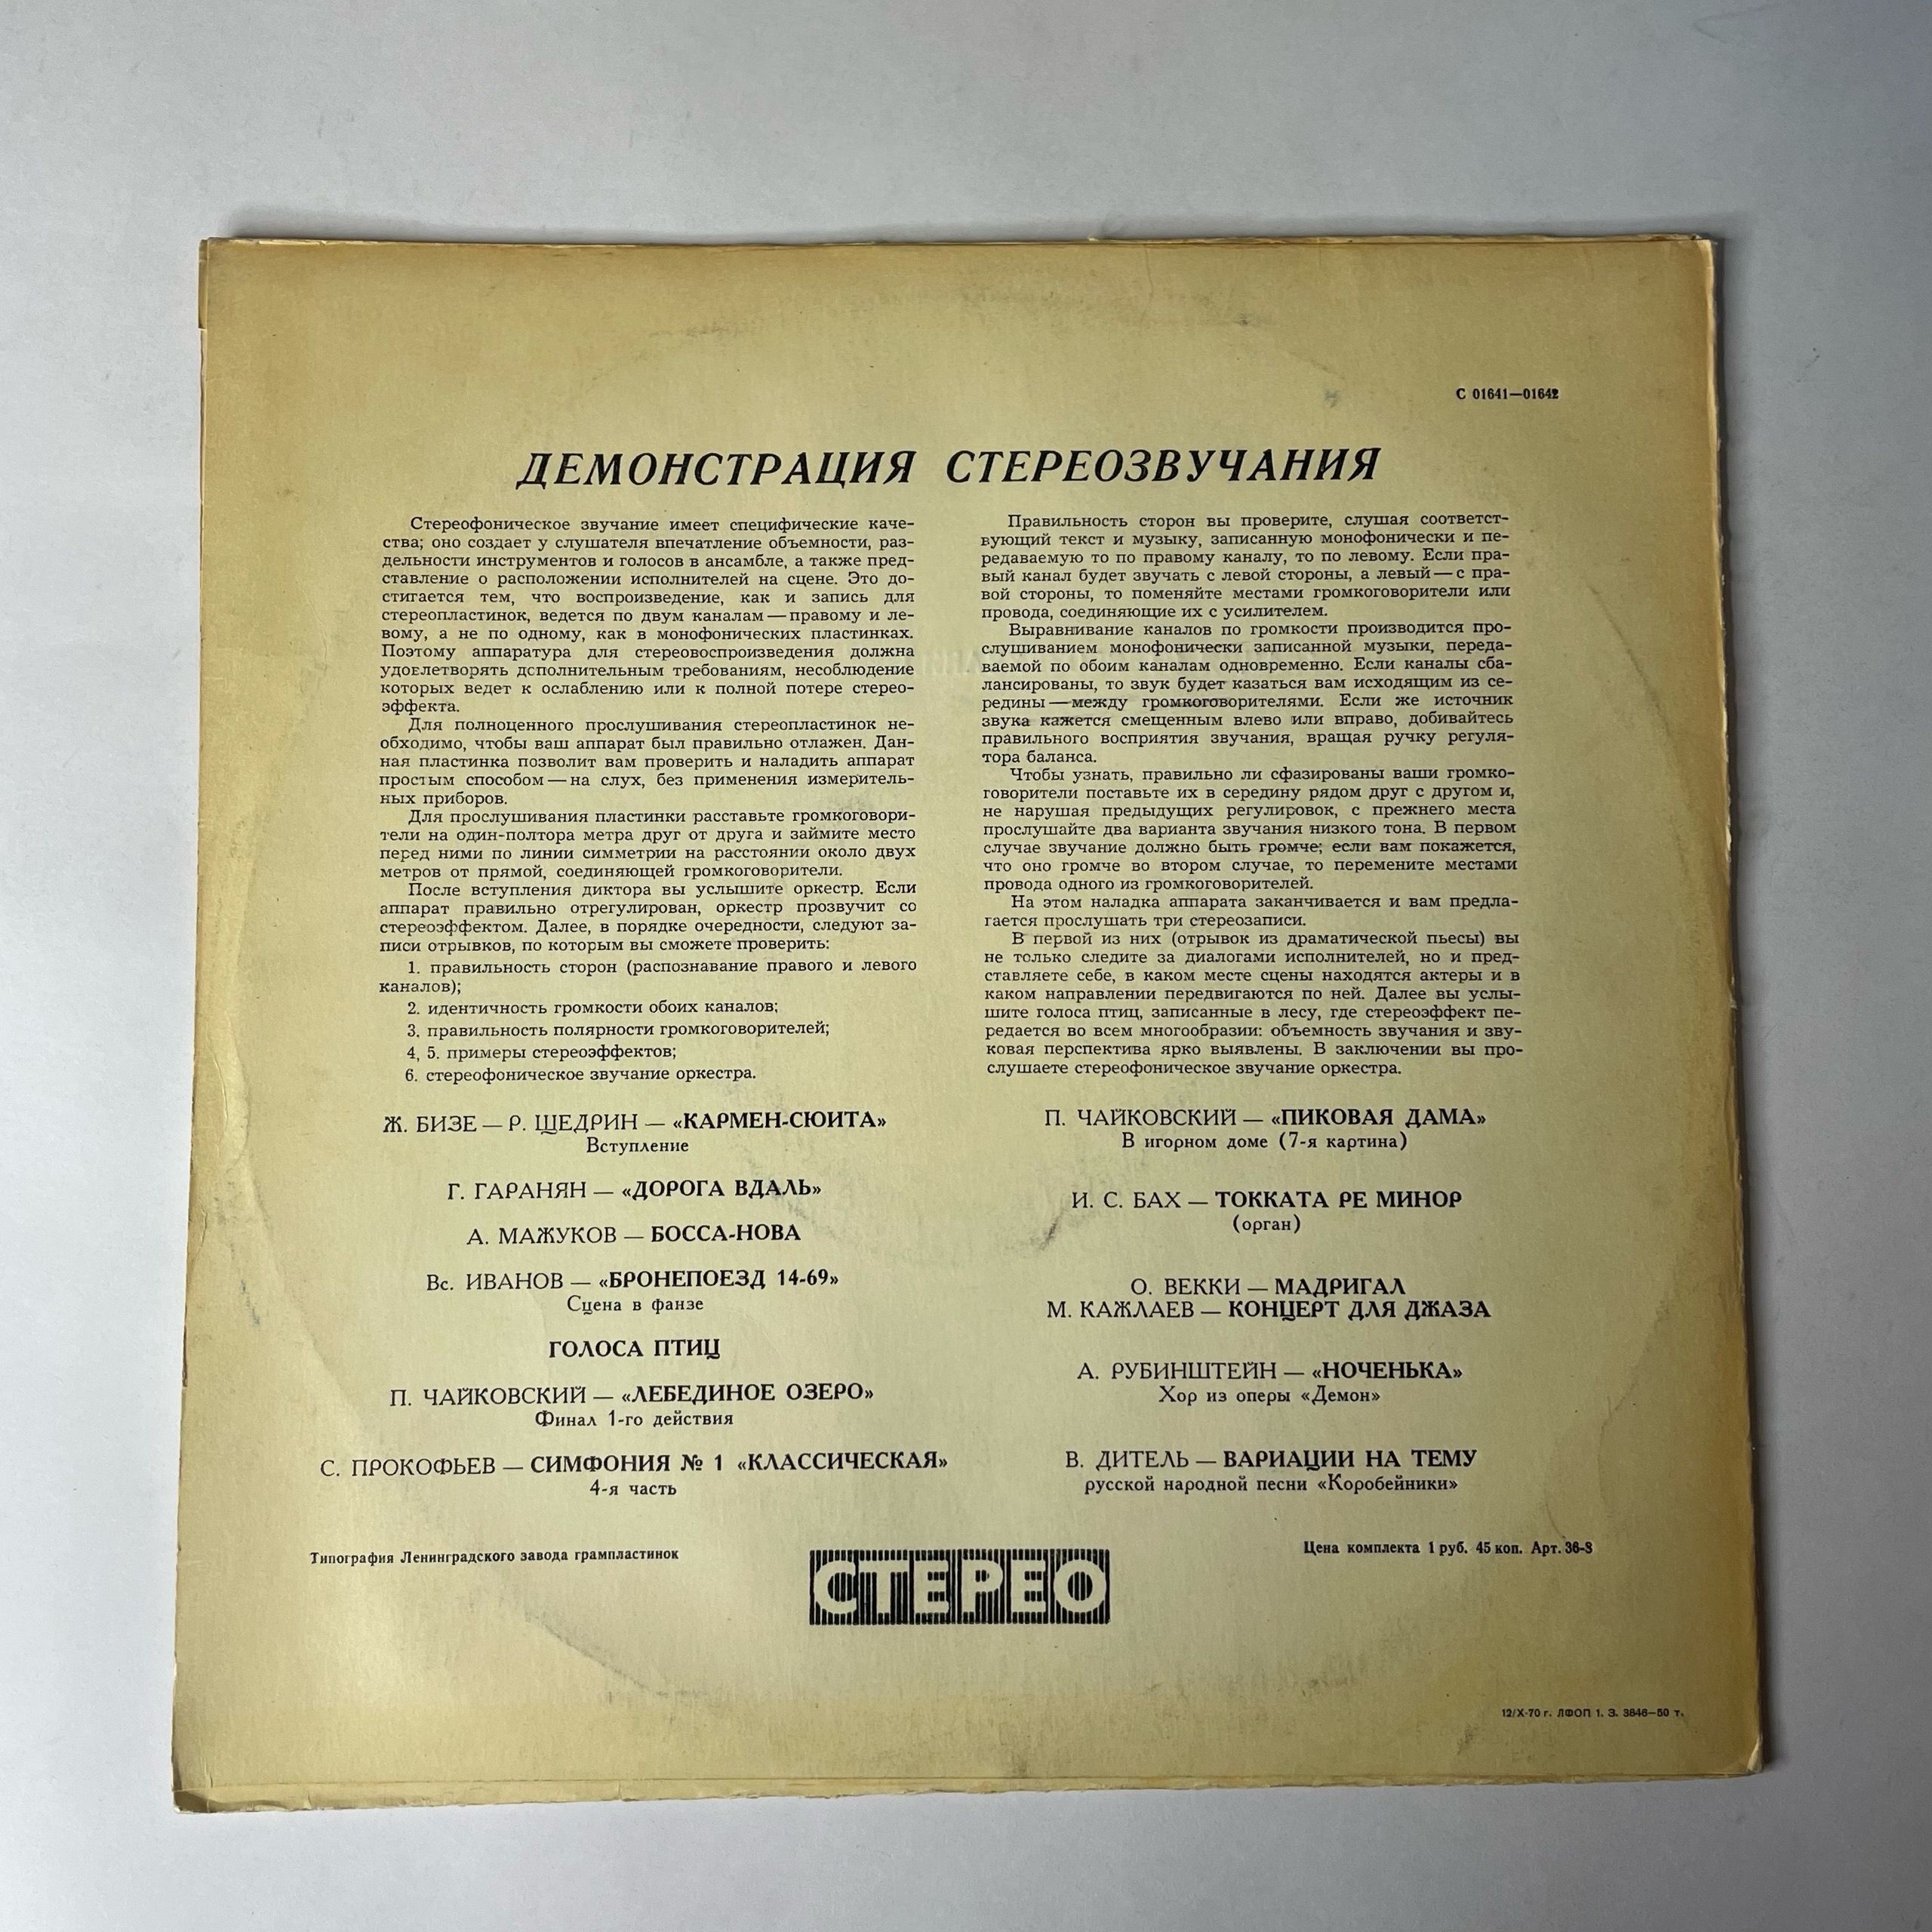 С 01641—01642
ДЕМОНСТРАЦИЯ СТЕРЕОЗВУЧАНИЯ
Стереофоническое звучание имеет специфические каче-
ства; оно создает у слушателя впечатление объемности, раз-
дельности инструментов и голосов в ансамбле, а также пред-
ставление о расположении исполнителей на сцене. Это до-
стигается тем, что воспроизведение, как и запись для
стереопластинок, ведется по двум каналам — правому и ле-
вому, а не по одному, как в монофонических пластинках.
Поэтому аппаратура для стереовоспроизведения должна
удовлетворять дополнительным требованиям, несоблюдение
которых ведет к ослаблению или к полной потере стерео-
эффекта.
Для полноценного прослушивания стереопластинок не-
обходимо, чтобы ваш аппарат был правильно отлажен. Дан-
ная пластинка позволит вам проверить и наладить аппарат
простым способом — на слух, без применения измеритель-
ных приборов.
Для прослушивания пластинки расставьте громкоговори-
тели на один-полтора метра друг от друга и займите место
перед ними по линии симметрии на расстоянии около двух
метров от прямой, соединяющей громкоговорители.
После вступления диктора вы услышите оркестр. Если
аппарат правильно отрегулирован, оркестр прозвучит со
стереоэффектом. Далее, в порядке очередности, следуют за-
писи отрывков, по которым вы сможете проверить:
1. правильность сторон (распознавание правого и левого
каналов);
2. идентичность громкости обоих каналов;
3. правильность полярности громкоговорителей;
4, 5. примеры стереоэффектов;
6. стереофоническое звучание оркестра.
Правильность сторон вы проверите, слушая соответст-
вующий текст и музыку, записанную монофонически и пе-
редаваемую то по правому каналу, то по левому. Если пра-
вый канал будет звучать с левой стороны, а левый — с пра-
вой стороны, то поменяйте местами громкоговорители или
провода, соединяющие их с усилителем.
Выравнивание каналов по громкости производится про-
слушиванием монофонически записанной музыки, переда-
ваемой по обоим каналам одновременно. Если каналы сба-
лансированы, то звук будет казаться вам исходящим из се-
редины — между громкоговорителями. Если же источник
звука кажется смещенным влево или вправо, добивайтесь
правильного восприятия звучания, вращая ручку регуля-
тора баланса.
Чтобы узнать, правильно ли сфазированы ваши громко-
говорители поставьте их в середину рядом друг с другом и,
не нарушая предыдущих регулировок, с прежнего места
прослушайте два варианта звучания низкого тона. В первом
случае звучание должно быть громче; если вам покажется,
что оно громче во втором случае, то перемените местами
провода одного из громкоговорителей.
На этом наладка аппарата заканчивается и вам предла-
гается прослушать три стереозаписи.
В первой из них (отрывок из драматической пьесы) вы
не только следите за диалогами исполнителей, но и пред-
ставляете себе, в каком месте сцены находятся актеры и в
каком направлении передвигаются по ней. Далее вы услы-
шите голоса птиц, записанные в лесу, где стереоэффект пе-
редается во всем многообразии: объемность звучания и зву-
ковая перспектива ярко выявлены. В заключении вы про-
слушаете стереофоническое звучание оркестра.
Ж. БИЗЕ — Р. ЩЕДРИН — «КАРМЕН-СЮИТА»
Вступление
Г. ГАРАНЯН — «ДОРОГА ВДАЛЬ»
А. МАЖУКОВ — БОССА-НОВА
Вс. ИВАНОВ — «БРОНЕПОЕЗД 14-69»
Сцена в фанзе
ГОЛОСА ПТИЦ
П. ЧАЙКОВСКИЙ — «ЛЕБЕДИНОЕ ОЗЕРО»
Финал 1-го действия
С. ПРОКОФЬЕВ — СИМФОНИЯ № 1 «КЛАССИЧЕСКАЯ»
4-я часть
П. ЧАЙКОВСКИЙ — «ПИКОВАЯ ДАМА»
В игорном доме (7-я картина)
И. С. БАХ — ТОККАТА РЕ МИНОР
(орган)
О. ВЕККИ — МАДРИГАЛ
М. КАЖЛАЕВ — КОНЦЕРТ ДЛЯ ДЖАЗА
А. РУБИНШТЕЙН — «НОЧЕНЬКА»
Хор из оперы «Демон»
В. ДИТЕЛЬ — ВАРИАЦИИ НА ТЕМУ
русской народной песни «Коробейники»
Типография Ленинградского завода грампластинок
СТЕРЕО
Цена комплекта 1 руб. 45 коп. Арт. 36-8
12/X-70 г. ЛФОП 1. З. 3846—50 т.